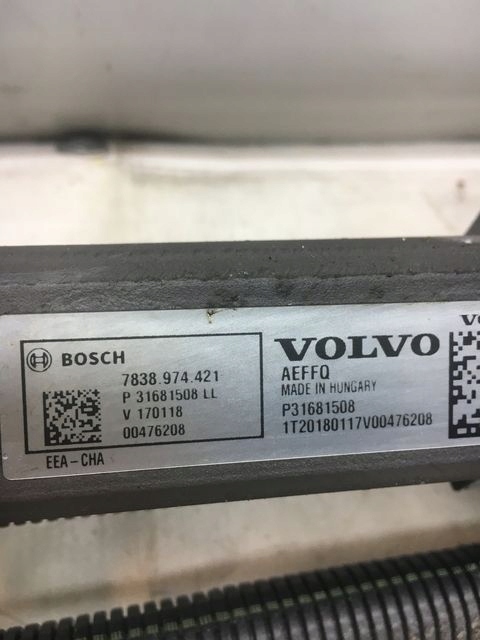 BOSCH
7838.974.421
P 31681508 LL
V 170118
00476208
EEA-CHA
VOLVO
AEFFQ
MADE IN HUNGARY
P31681508
1T20180117V00476208